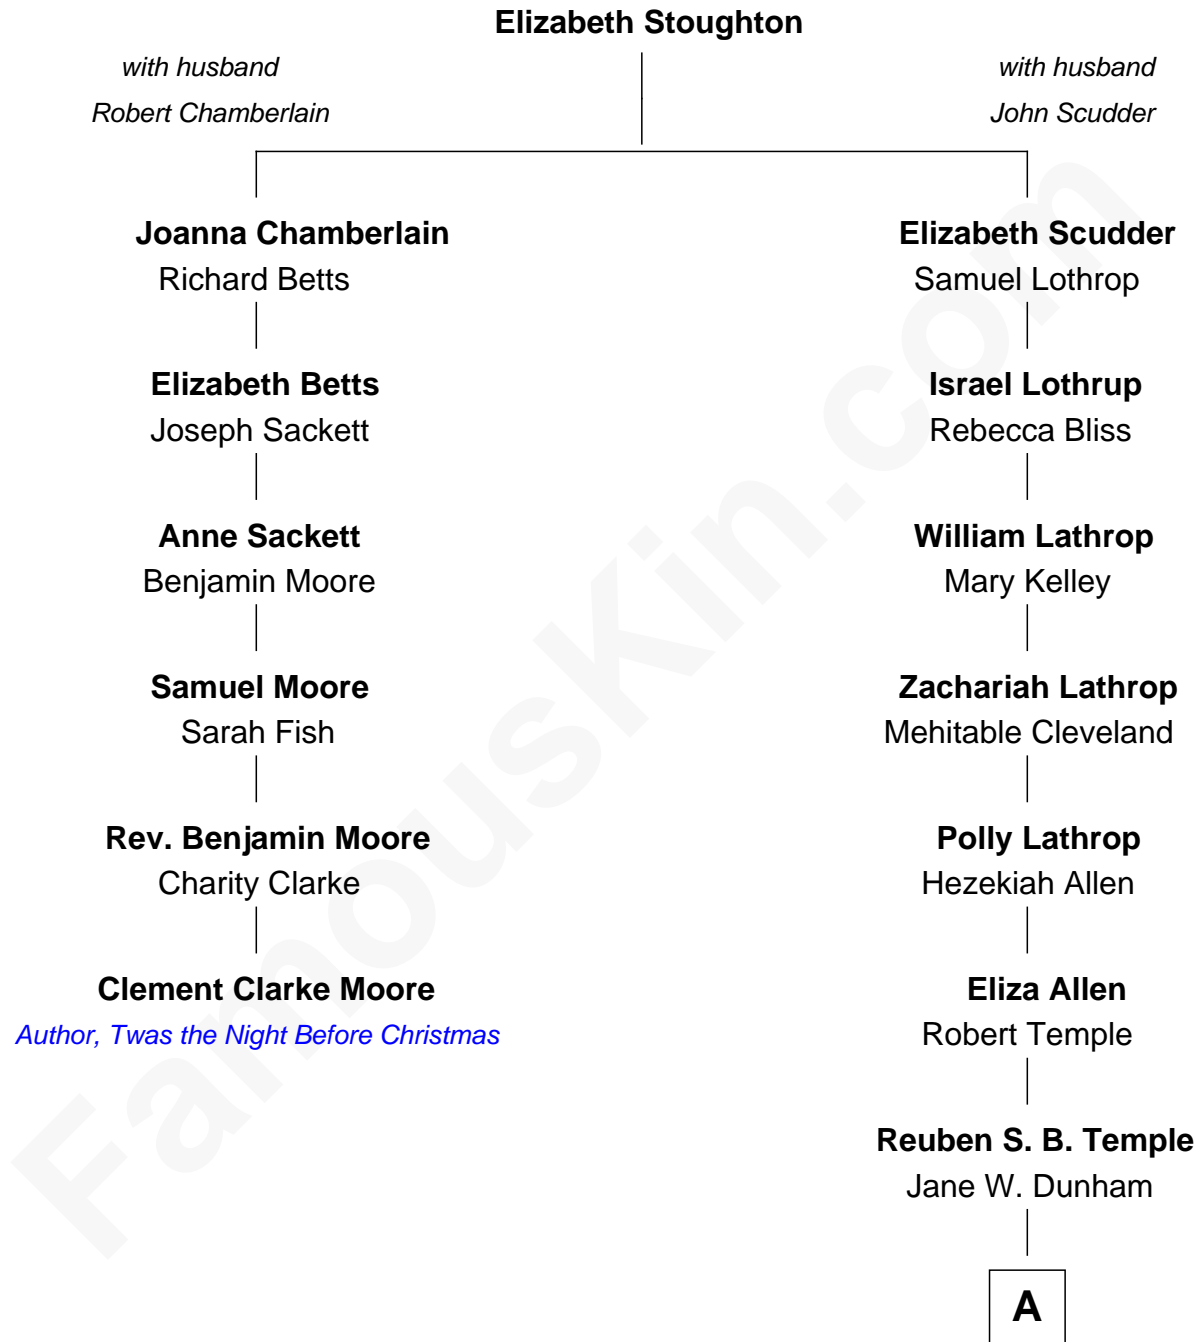 Elizabeth Stoughton
with husband
Robert Chamberlain
with husband
John Scudder
Joanna Chamberlain
Richard Betts
Elizabeth Betts
Joseph Sackett
Anne Sackett
Benjamin Moore
Samuel Moore
Sarah Fish
Rev. Benjamin Moore
Charity Clarke
Clement Clarke Moore
Author, Twas the Night Before Christmas
Elizabeth Scudder
Samuel Lothrop
Israel Lothrup
Rebecca Bliss
William Lathrop
Mary Kelley
Zachariah Lathrop
Mehitable Cleveland
Polly Lathrop
Hezekiah Allen
Eliza Allen
Robert Temple
Reuben S. B. Temple
Jane W. Dunham
A
FamousKin.com